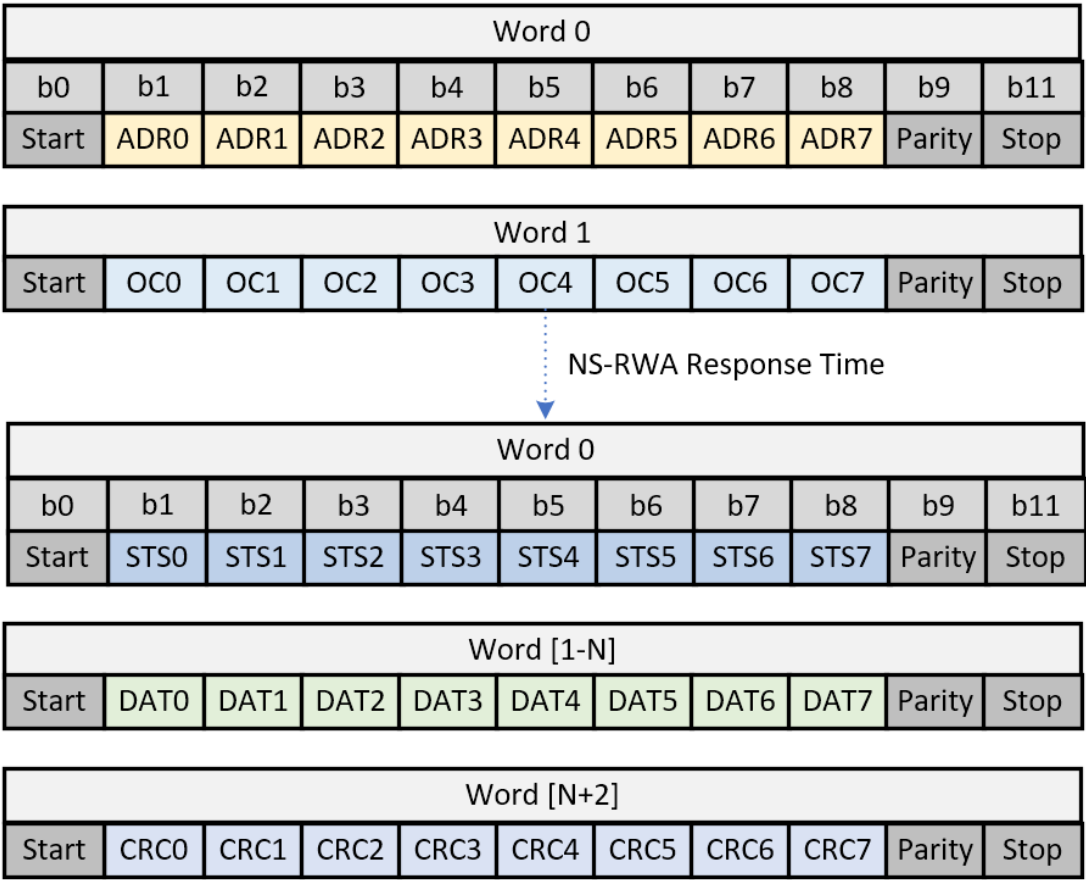 Word 0
b0 b1 b2 b3 b4 b5 b6 b7 b8 b9 b11
Start ADR0 ADR1 ADR2 ADR3 ADR4 ADR5 ADR6 ADR7 Parity Stop
Word 1
Start OC0 OC1 OC2 OC3 OC4 OC5 OC6 OC7 Parity Stop
NS-RWA Response Time
Word 0
b0 b1 b2 b3 b4 b5 b6 b7 b8 b9 b11
Start STS0 STS1 STS2 STS3 STS4 STS5 STS6 STS7 Parity Stop
Word [1-N]
Start DAT0 DAT1 DAT2 DAT3 DAT4 DAT5 DAT6 DAT7 Parity Stop
Word [N+2]
Start CRC0 CRC1 CRC2 CRC3 CRC4 CRC5 CRC6 CRC7 Parity Stop